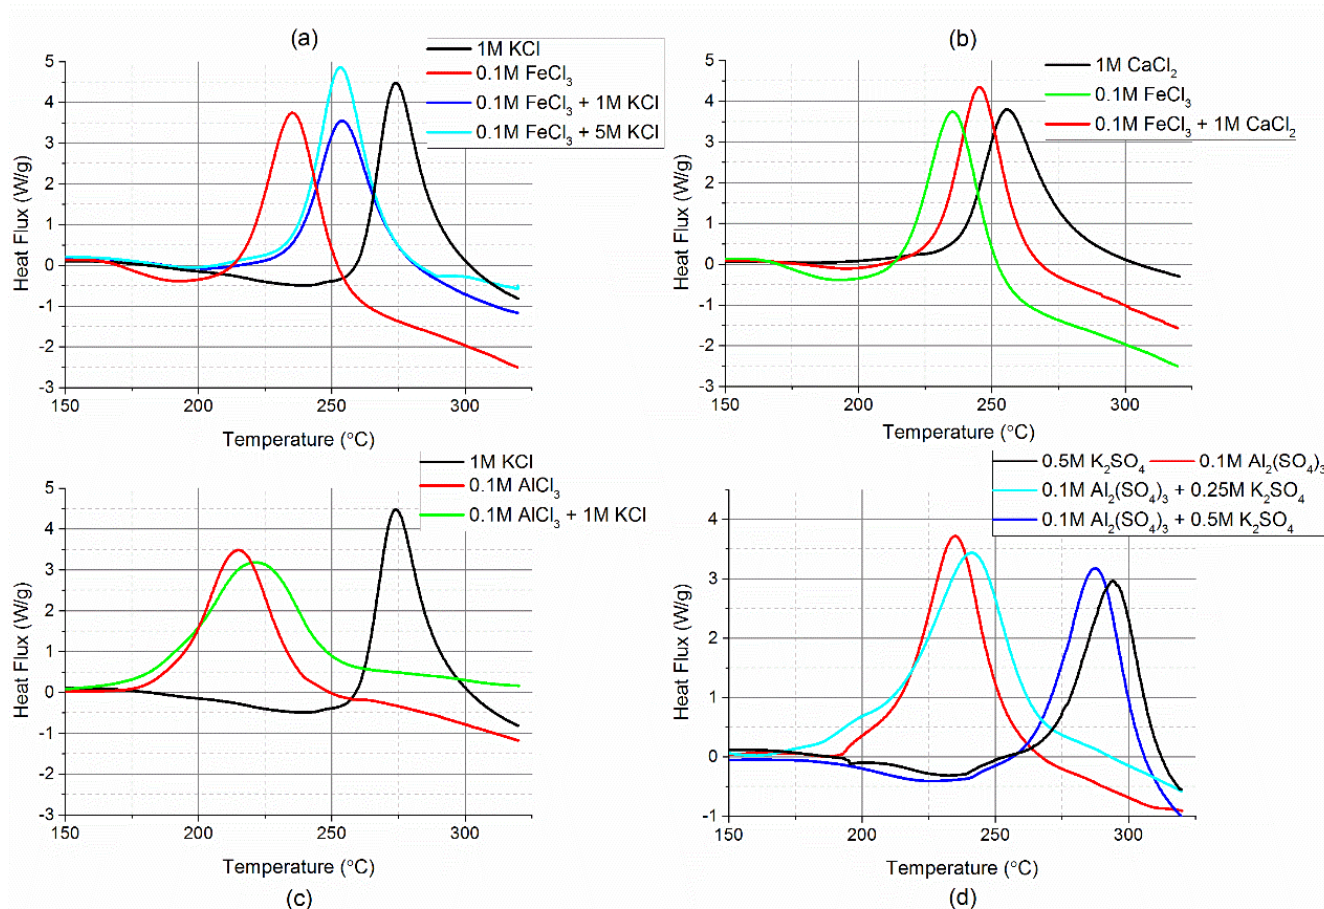 (a)
1M KCl
0.1M FeCl₃
0.1M FeCl₃ + 1M KCl
0.1M FeCl₃ + 5M KCl
5
4
3
2
1
0
-1
-2
-3
Heat Flux (W/g)
150
200
250
300
Temperature (°C)
(b)
1M CaCl₂
0.1M FeCl₃
0.1M FeCl₃ + 1M CaCl₂
5
4
3
2
1
0
-1
-2
-3
Heat Flux (W/g)
150
200
250
300
Temperature (°C)
1M KCl
0.1M AlCl₃
0.1M AlCl₃ + 1M KCl
5
4
3
2
1
0
-1
-2
-3
Heat Flux (W/g)
150
200
250
300
Temperature (°C)
(c)
0.5M K₂SO₄ 0.1M Al₂(SO₄)₃
0.1M Al₂(SO₄)₃ + 0.25M K₂SO₄
0.1M Al₂(SO₄)₃ + 0.5M K₂SO₄
4
3
2
1
0
-1
Heat Flux (W/g)
150
200
250
300
Temperature (°C)
(d)